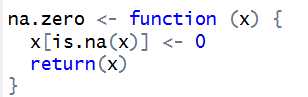 na.zero <- function (x) {
  x[is.na(x)] <- 0
  return(x)
}